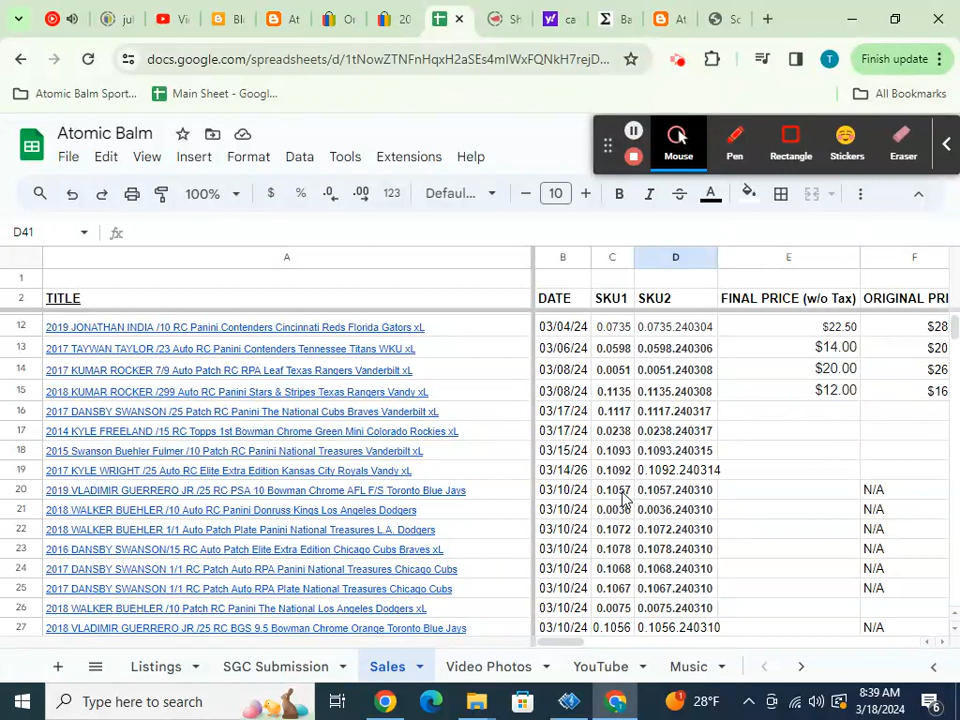 jul
Vi
Bl
At
Or
20
Sh
ca
Ba
At
Sc
docs.google.com/spreadsheets/d/1tNowZTNFnHqxH2aSEs4mIWxFQNkH7rejD...
T
Finish update
Atomic Balm Sport...
Main Sheet - Googl...
All Bookmarks
Atomic Balm
File Edit View Insert Format Data Tools Extensions Help
Mouse Pen Rectangle Stickers Eraser
100% $ % .0 .00 123 Defaul... 10 B I A
D41 fx
A B C D E F
1
2 TITLE DATE SKU1 SKU2 FINAL PRICE (w/o Tax) ORIGINAL PRI
12 2019 JONATHAN INDIA /10 RC Panini Contenders Cincinnati Reds Florida Gators xL 03/04/24 0.0735 0.0735.240304 $22.50 $28
13 2017 TAYWAN TAYLOR /23 Auto RC Panini Contenders Tennessee Titans WKU xL 03/06/24 0.0598 0.0598.240306 $14.00 $20
14 2017 KUMAR ROCKER 7/9 Auto Patch RC RPA Leaf Texas Rangers Vanderbilt xL 03/08/24 0.0051 0.0051.240308 $20.00 $26
15 2018 KUMAR ROCKER /299 Auto RC Panini Stars & Stripes Texas Rangers Vandy xL 03/08/24 0.1135 0.1135.240308 $12.00 $16
16 2017 DANSBY SWANSON /25 Patch RC Panini The National Cubs Braves Vanderbilt xL 03/17/24 0.1117 0.1117.240317
17 2014 KYLE FREELAND /15 RC Topps 1st Bowman Chrome Green Mini Colorado Rockies xL 03/17/24 0.0238 0.0238.240317
18 2015 Swanson Buehler Fulmer /10 Patch RC Panini National Treasures Vanderbilt xL 03/15/24 0.1093 0.1093.240315
19 2017 KYLE WRIGHT /25 Auto RC Elite Extra Edition Kansas City Royals Vandy xL 03/14/26 0.1092 0.1092.240314
20 2019 VLADIMIR GUERRERO JR /25 RC PSA 10 Bowman Chrome AFL F/S Toronto Blue Jays 03/10/24 0.1057 0.1057.240310 N/A
21 2018 WALKER BUEHLER /10 RC Panini Donruss Kings Los Angeles Dodgers 03/10/24 0.0036 0.0036.240310 N/A
22 2018 WALKER BUEHLER 1/1 Auto Patch Plate Panini National Treasures L.A. Dodgers 03/10/24 0.1072 0.1072.240310 N/A
23 2016 DANSBY SWANSON/15 RC Auto Patch Elite Extra Edition Chicago Cubs Braves xL 03/10/24 0.1078 0.1078.240310 N/A
24 2017 DANSBY SWANSON 1/1 RC Patch Auto RPA Panini National Treasures Chicago Cubs 03/10/24 0.1068 0.1068.240310 N/A
25 2017 DANSBY SWANSON 1/1 RC Patch Auto RPA Plate National Treasures Chicago Cubs 03/10/24 0.1067 0.1067.240310 N/A
26 2018 WALKER BUEHLER /10 RC Patch Panini The National Los Angeles Dodgers xL 03/10/24 0.0075 0.0075.240310
27 2018 VLADIMIR GUERRERO JR /25 RC BGS 9.5 Bowman Chrome Orange Toronto Blue Jays 03/10/24 0.1056 0.1056.240310 N/A
Listings SGC Submission Sales Video Photos YouTube Music
Type here to search
28°F
8:39 AM
3/18/2024
6